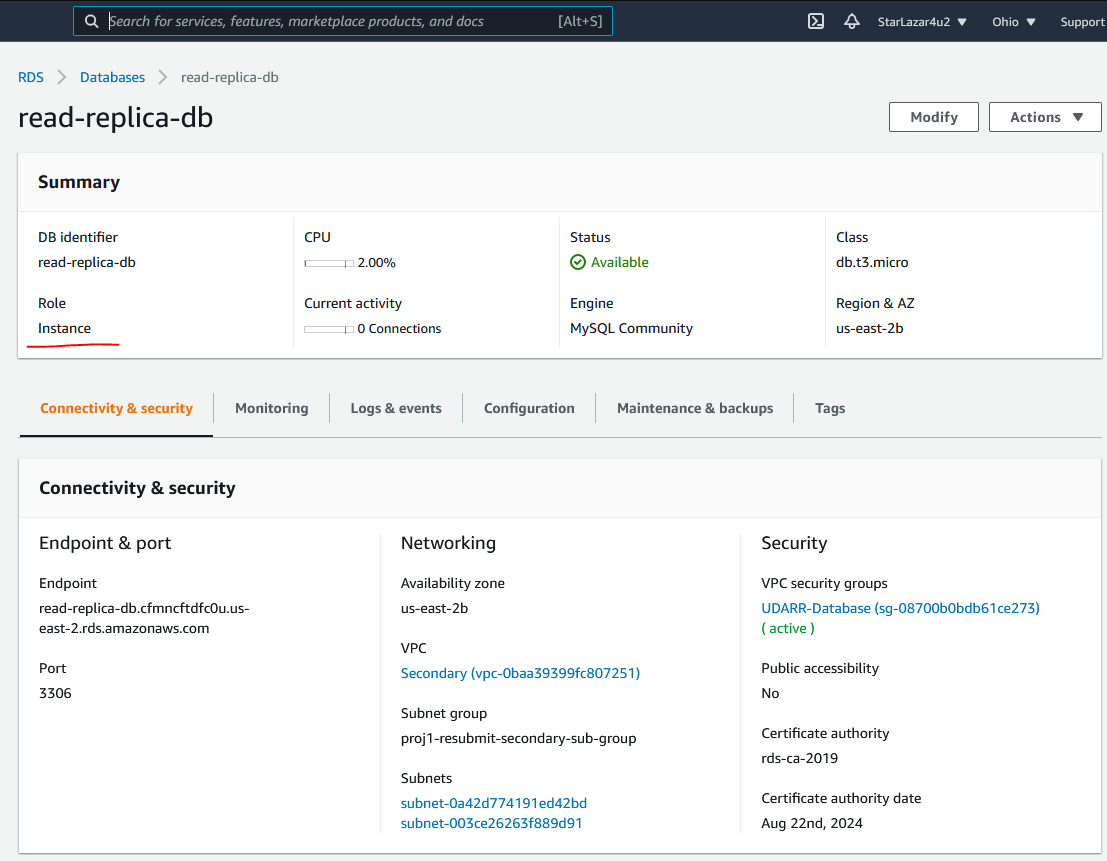 Search for services, features, marketplace products, and docs [Alt+S] StarLazar4u2 Ohio Support
RDS Databases read-replica-db
read-replica-db Modify Actions
Summary
DB identifier CPU Status Class
read-replica-db 2.00% Available db.t3.micro
Role Current activity Engine Region & AZ
Instance 0 Connections MySQL Community us-east-2b
Connectivity & security Monitoring Logs & events Configuration Maintenance & backups Tags
Connectivity & security
Endpoint & port
Endpoint
read-replica-db.cfmncftdfc0u.us-
east-2.rds.amazonaws.com
Port
3306
Networking
Availability zone
us-east-2b
VPC
Secondary (vpc-0baa39399fc807251)
Subnet group
proj1-resubmit-secondary-sub-group
Subnets
subnet-0a42d774191ed42bd
subnet-003ce26263f889d91
Security
VPC security groups
UDARR-Database (sg-08700b0bdb61ce273)
( active )
Public accessibility
No
Certificate authority
rds-ca-2019
Certificate authority date
Aug 22nd, 2024